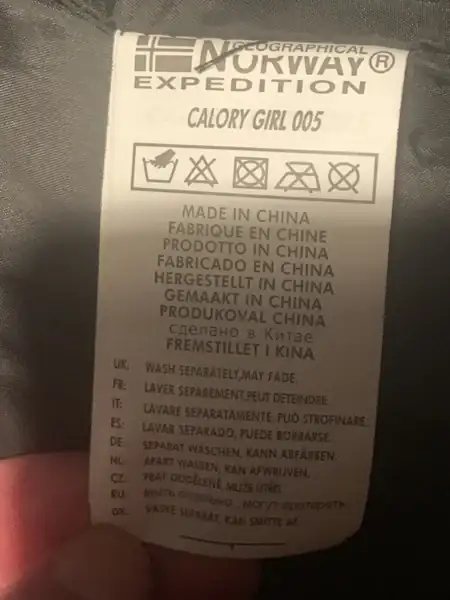 GEOGRAPHICAL
NORWAY®
EXPEDITION
CALORY GIRL 005
MADE IN CHINA
FABRIQUE EN CHINE
PRODOTTO IN CHINA
FABRICADO EN CHINA
HERGESTELLT IN CHINA
GEMAAKT IN CHINA
PRODUKOVAL CHINA
сделано в Китае
FREMSTILLET I KINA
UK: WASH SEPARATELY,MAY FADE.
FR: LAVER SEPAREMENT,PEUT DETEINDRE.
IT: LAVARE SEPARATAMENTE, PUÓ STROFINARE.
ES: LAVAR SEPARADO, PUEDE BORRARSE.
DE: SEPARAT WASCHEN, KANN ABFÄRBEN.
NL: APART WASSEN, KAN AFWRIJVEN.
CZ: PRÁT ODDĚLENĚ
RU:
DK: VASKE SEPARAT, KAN SMITTE AF.